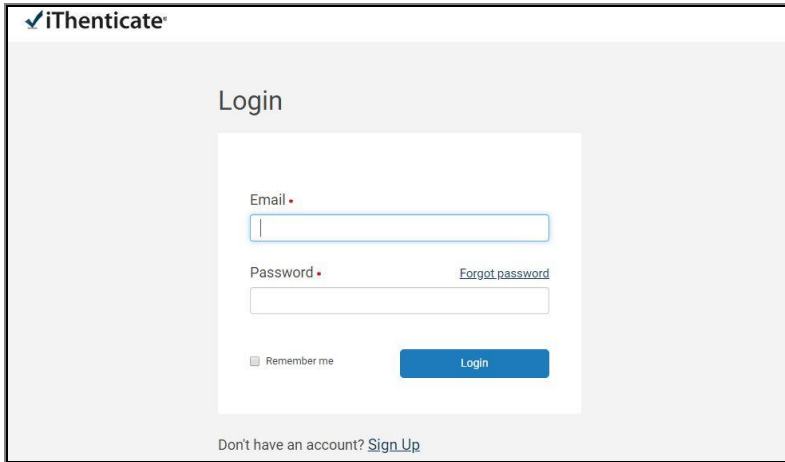 iThenticate®
Login
Email •
Password • Forgot password
Remember me Login
Don't have an account? Sign Up